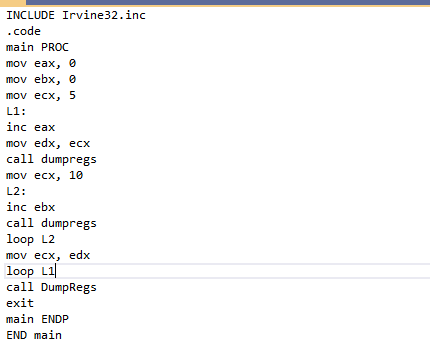 INCLUDE Irvine32.inc
.code
main PROC
mov eax, 0
mov ebx, 0
mov ecx, 5
L1:
inc eax
mov edx, ecx
call dumpregs
mov ecx, 10
L2:
inc ebx
call dumpregs
loop L2
mov ecx, edx
loop L1
call DumpRegs
exit
main ENDP
END main